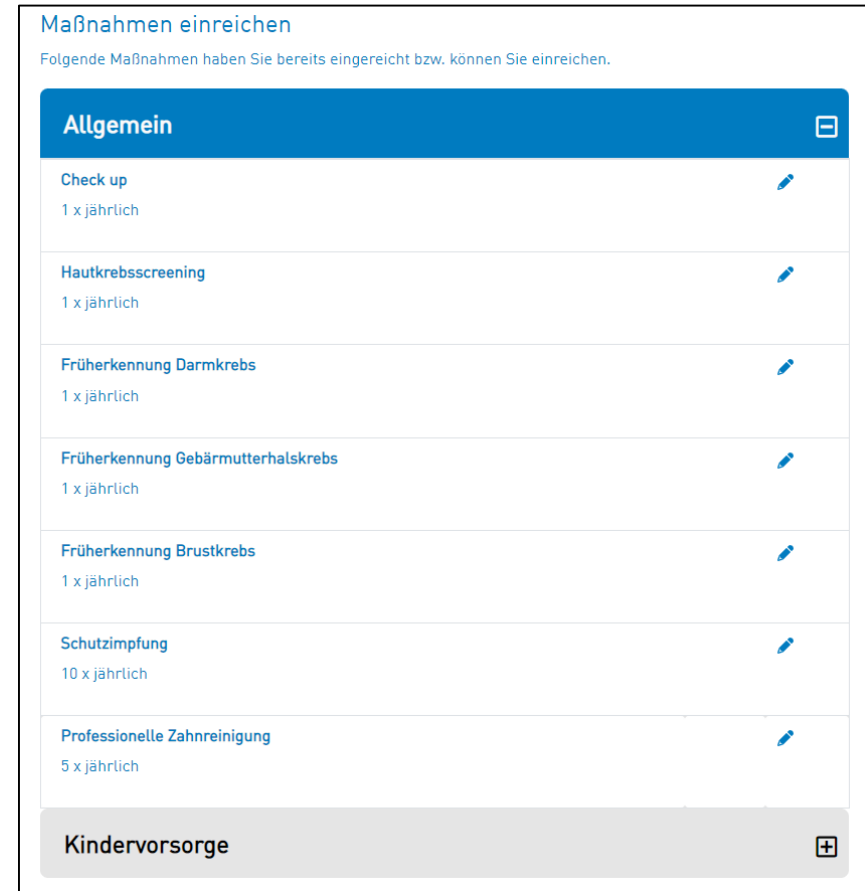 Maßnahmen einreichen
Folgende Maßnahmen haben Sie bereits eingereicht bzw. können Sie einreichen.
Allgemein
Check up
1 x jährlich
Hautkrebsscreening
1 x jährlich
Früherkennung Darmkrebs
1 x jährlich
Früherkennung Gebärmutterhalskrebs
1 x jährlich
Früherkennung Brustkrebs
1 x jährlich
Schutzimpfung
10 x jährlich
Professionelle Zahnreinigung
5 x jährlich
Kindervorsorge